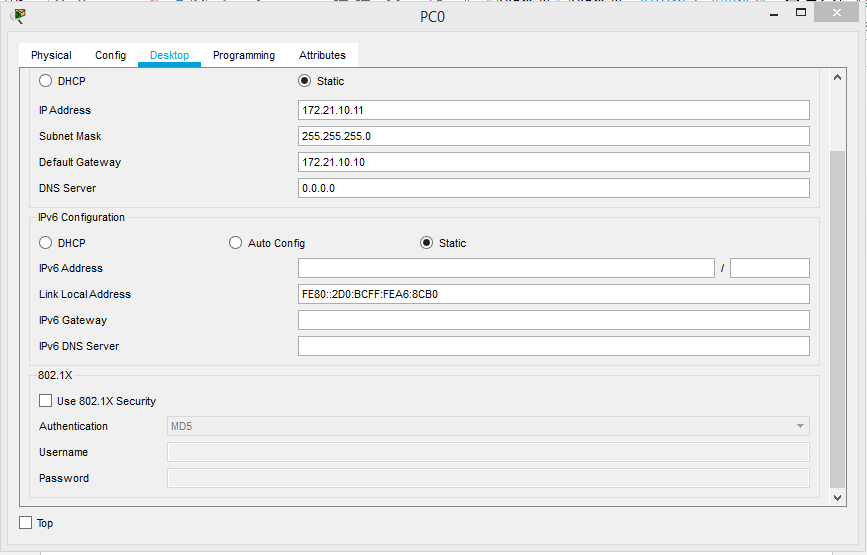 PC0
Physical Config Desktop Programming Attributes
DHCP Static
IP Address 172.21.10.11
Subnet Mask 255.255.255.0
Default Gateway 172.21.10.10
DNS Server 0.0.0.0
IPv6 Configuration
DHCP Auto Config Static
IPv6 Address /
Link Local Address FE80::2D0:BCFF:FEA6:8CB0
IPv6 Gateway
IPv6 DNS Server
802.1X
Use 802.1X Security
Authentication MD5
Username
Password
Top